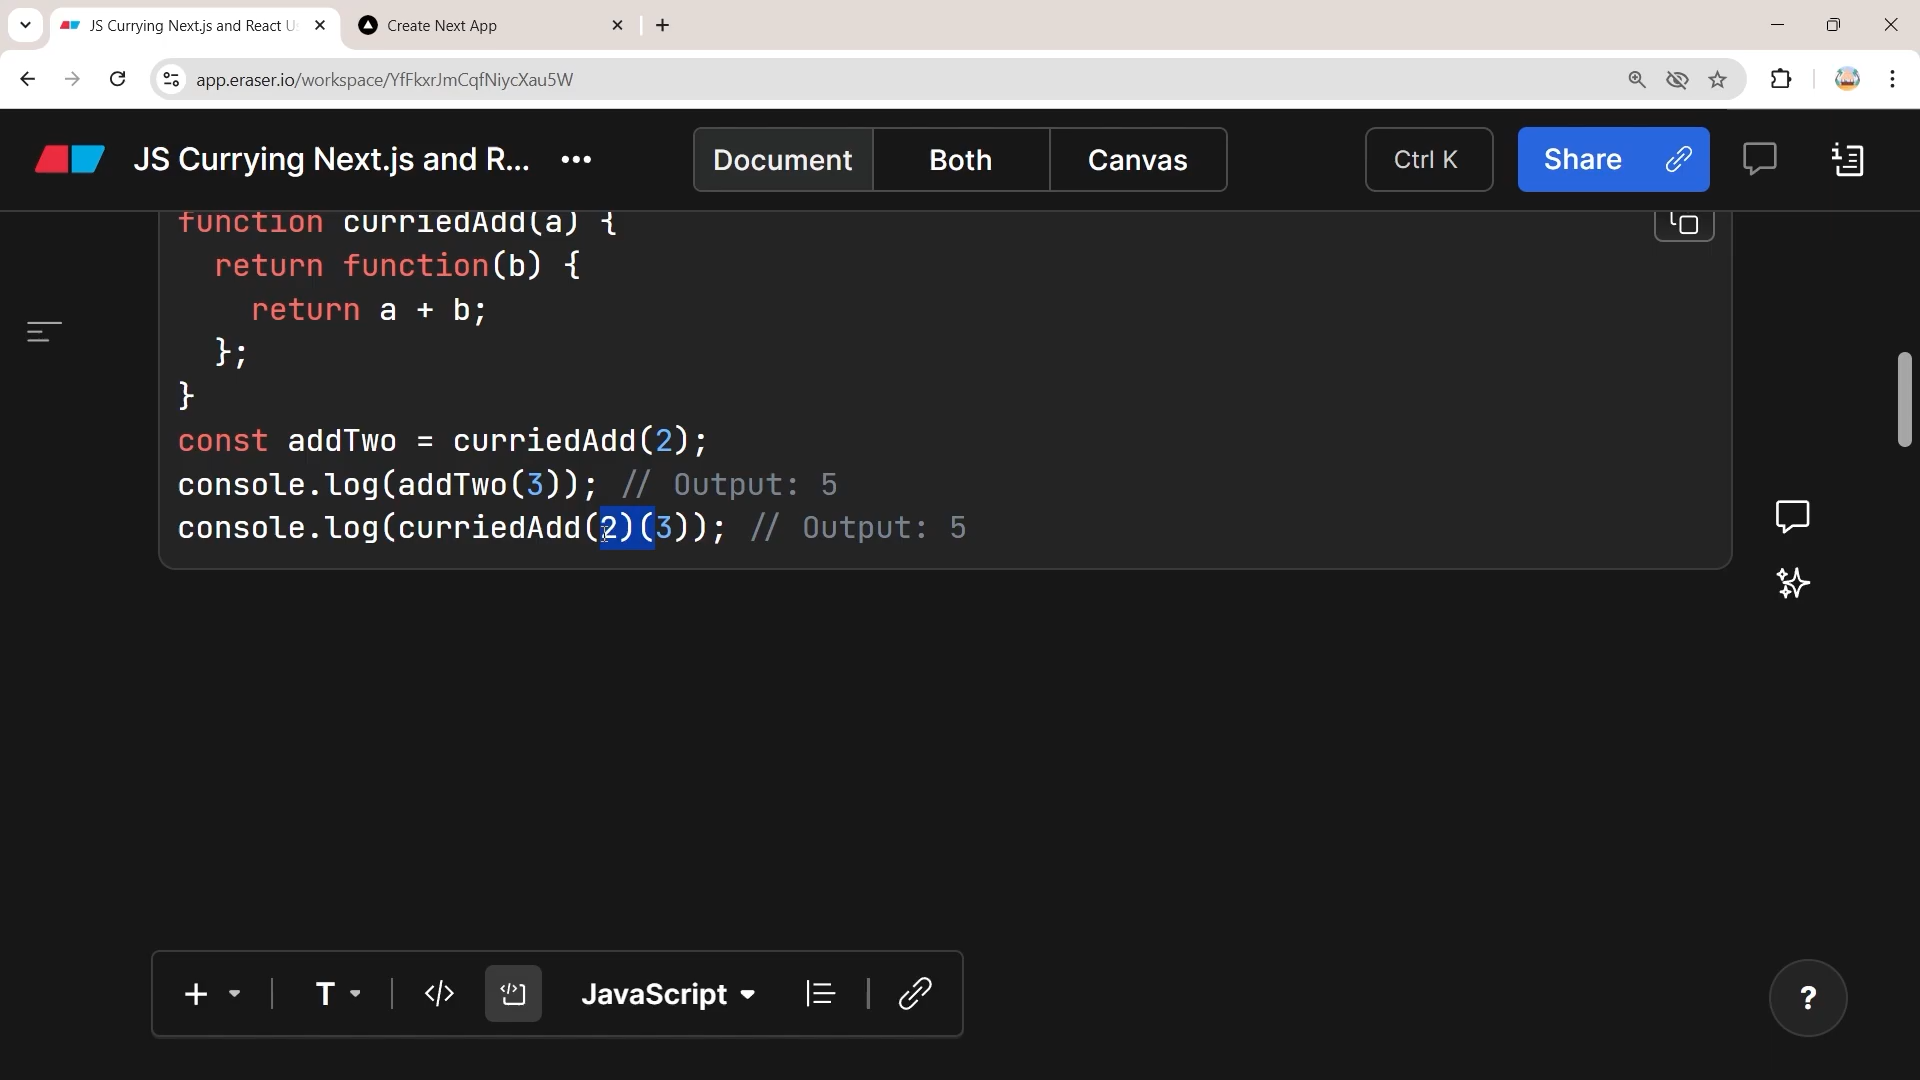 JS Currying Next.js and React U
Create Next App
app.eraser.io/workspace/YfFkxrJmCqfNiycXau5W
JS Currying Next.js and R...
Document
Both
Canvas
Ctrl K
Share
function curriedAdd(a) {
return function(b) {
return a + b;
};
}
const addTwo = curriedAdd(2);
console.log(addTwo(3)); // Output: 5
console.log(curriedAdd(2)(3)); // Output: 5
T
JavaScript
?